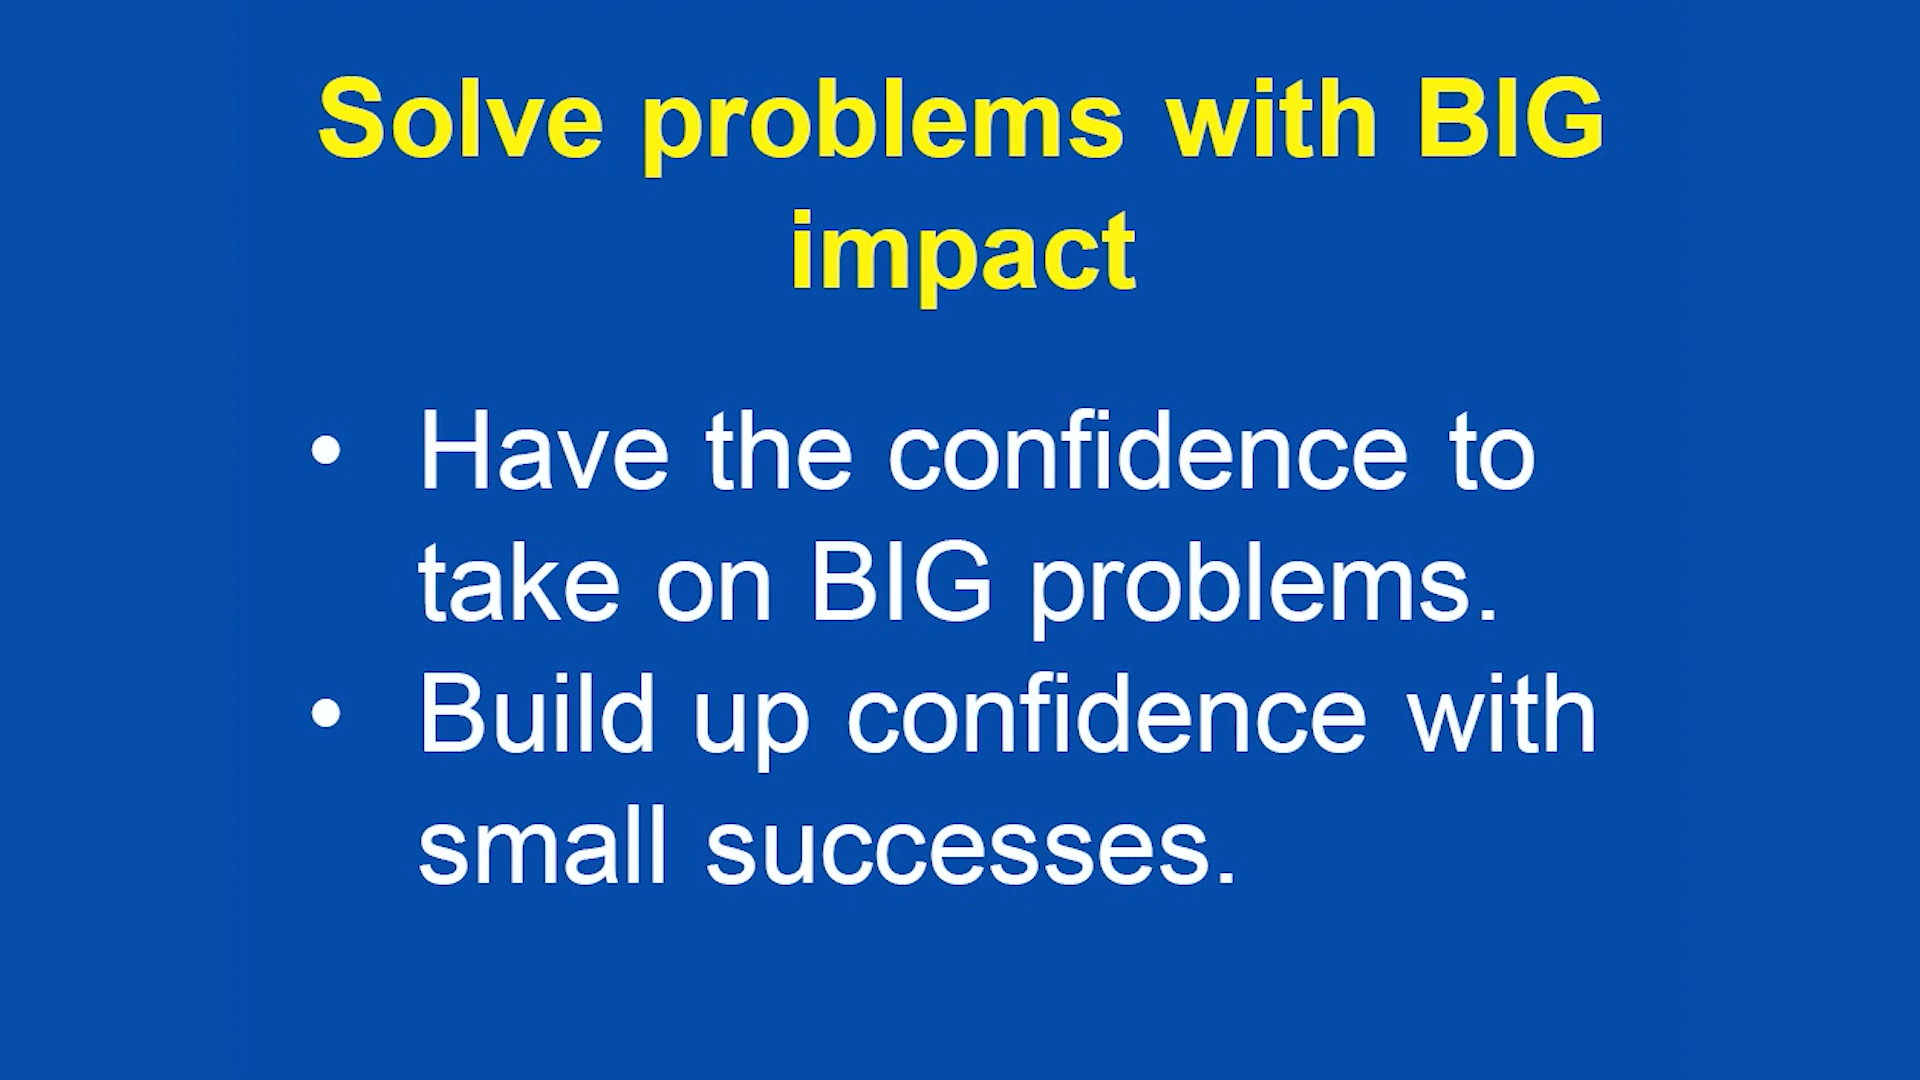 Solve problems with BIG
impact
• Have the confidence to
take on BIG problems.
• Build up confidence with
small successes.